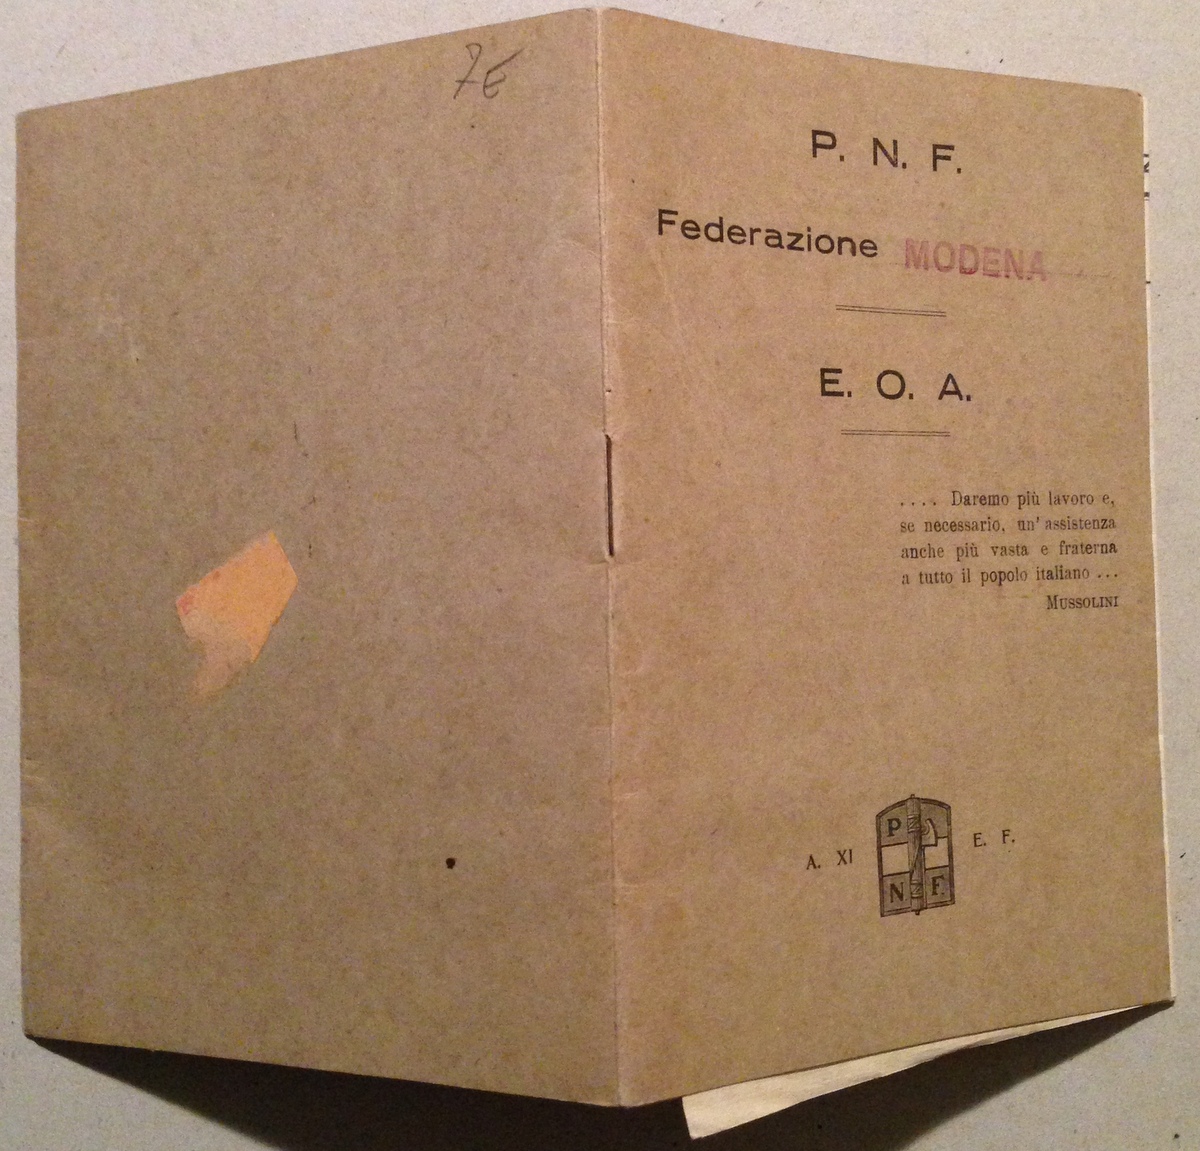 7E
P. N. F.
Federazione MODENA
E. O. A.
.... Daremo più lavoro e,
se necessario, un' assistenza
anche più vasta e fraterna
a tutto il popolo italiano ...
MUSSOLINI
A. XI
P
N F.
E. F.